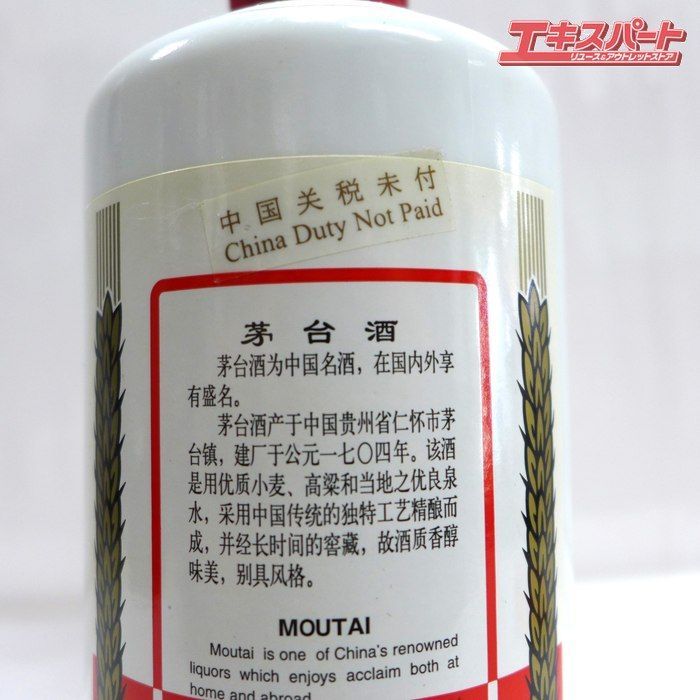 エキスパート
リユース&アウトレットストア
中国关税未付
China Duty Not Paid
茅台酒
茅台酒为中国名酒，在国内外享
有盛名。
茅台酒产于中国贵州省仁怀市茅
台镇，建厂于公元一七〇四年。该酒
是用优质小麦、高粱和当地之优良泉
水，采用中国传统的独特工艺精酿而
成，并经长时间的窖藏，故酒质香醇
味美，别具风格。
MOUTAI
Moutai is one of China's renowned
liquors which enjoys acclaim both at
home and abroad.